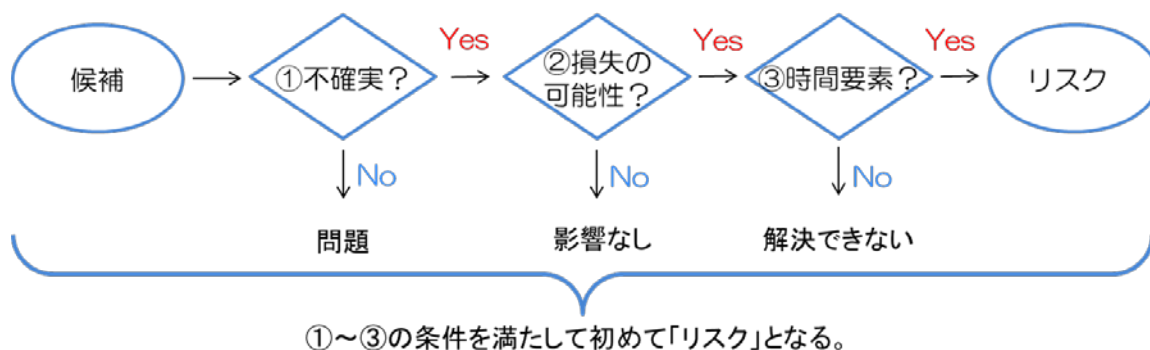 Yes
Yes
Yes
候補
①不確実？
②損失の
可能性？
③時間要素？
リスク
No
No
No
問題
影響なし
解決できない
①～③の条件を満たして初めて「リスク」となる。